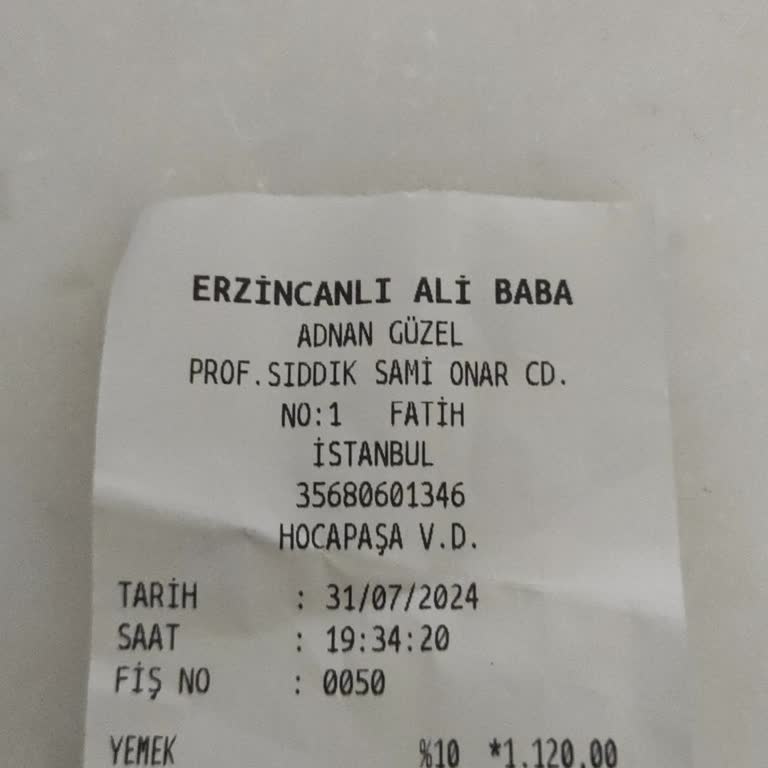 ERZİNCANLI ALİ BABA
ADNAN GÜZEL
PROF.SIDDIK SAMİ ONAR CD.
NO:1 FATİH
İSTANBUL
35680601346
HOCAPAŞA V.D.
TARİH : 31/07/2024
SAAT : 19:34:20
FİŞ NO : 0050
YEMEK %10 *1.120,00